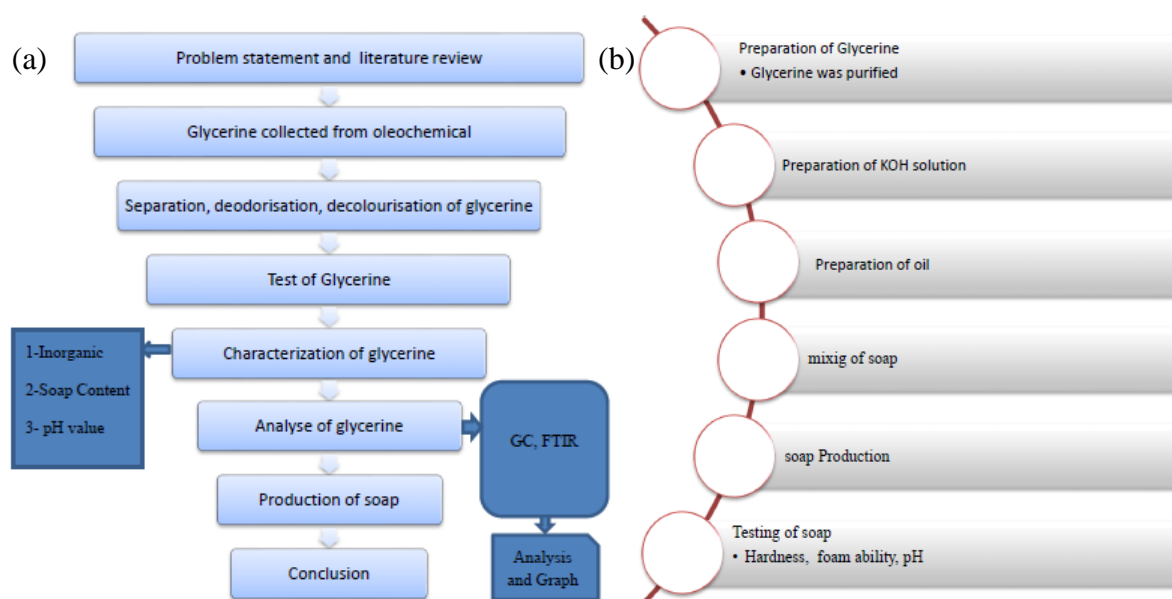 (a)
Problem statement and literature review
Glycerine collected from oleochemical
Separation, deodorisation, decolourisation of glycerine
Test of Glycerine
Characterization of glycerine
1-Inorganic
2-Soap Content
3- pH value
Analyse of glycerine
GC, FTIR
Analysis
and Graph
Production of soap
Conclusion
(b)
Preparation of Glycerine
• Glycerine was purified
Preparation of KOH solution
Preparation of oil
mixig of soap
soap Production
Testing of soap
• Hardness, foam ability, pH